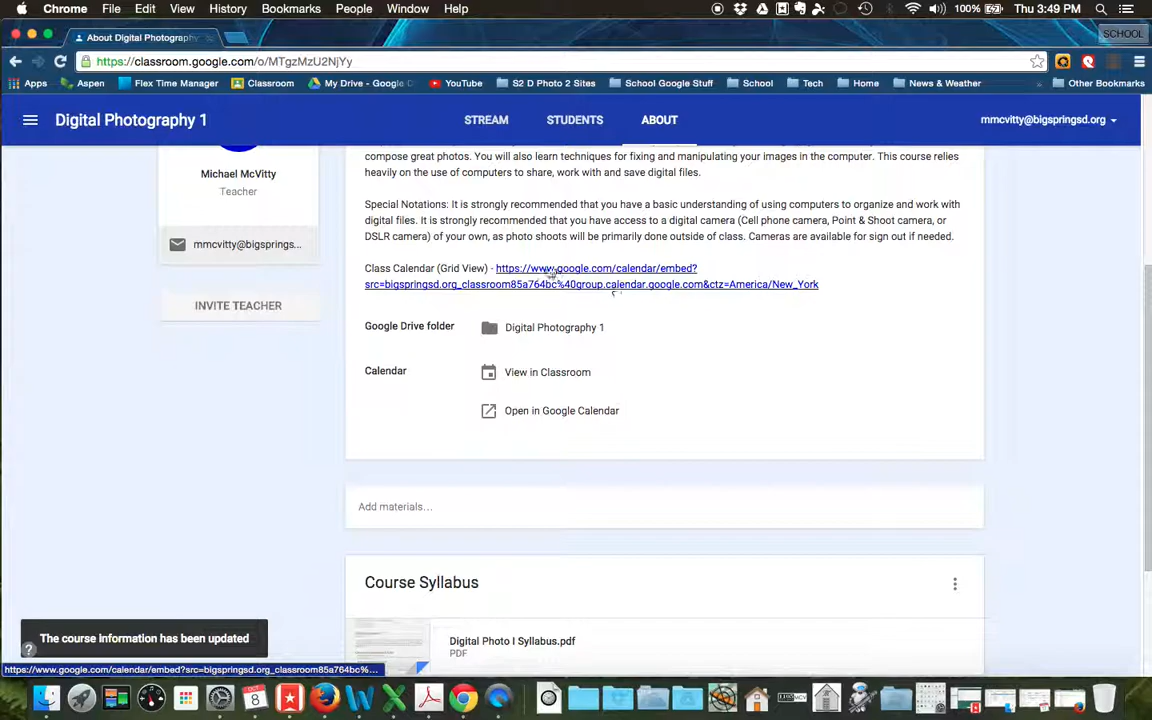 Chrome File Edit View History Bookmarks People Window Help 100% Thu 3:49 PM
About Digital Photography SCHOOL
https://classroom.google.com/o/MTgzMzU2NjYy
Apps Aspen Flex Time Manager Classroom My Drive - Google D YouTube S2 D Photo 2 Sites School Google Stuff School Tech Home News & Weather » Other Bookmarks
Digital Photography 1 STREAM STUDENTS ABOUT mmcvitty@bigspringsd.org
compose great photos. You will also learn techniques for fixing and manipulating your images in the computer. This course relies
heavily on the use of computers to share, work with and save digital files.
Michael McVitty
Teacher
Special Notations: It is strongly recommended that you have a basic understanding of using computers to organize and work with
digital files. It is strongly recommended that you have access to a digital camera (Cell phone camera, Point & Shoot camera, or
DSLR camera) of your own, as photo shoots will be primarily done outside of class. Cameras are available for sign out if needed.
mmcvitty@bigsprings...
Class Calendar (Grid View) - https://www.google.com/calendar/embed?
src=bigspringsd.org_classroom85a764bc%40group.calendar.google.com&ctz=America/New_York
INVITE TEACHER
Google Drive folder Digital Photography 1
Calendar View in Classroom
Open in Google Calendar
Add materials...
Course Syllabus
The course information has been updated
?
Digital Photo I Syllabus.pdf
PDF
https://www.google.com/calendar/embed?src=bigspringsd.org_classroom85a764bc%...
8